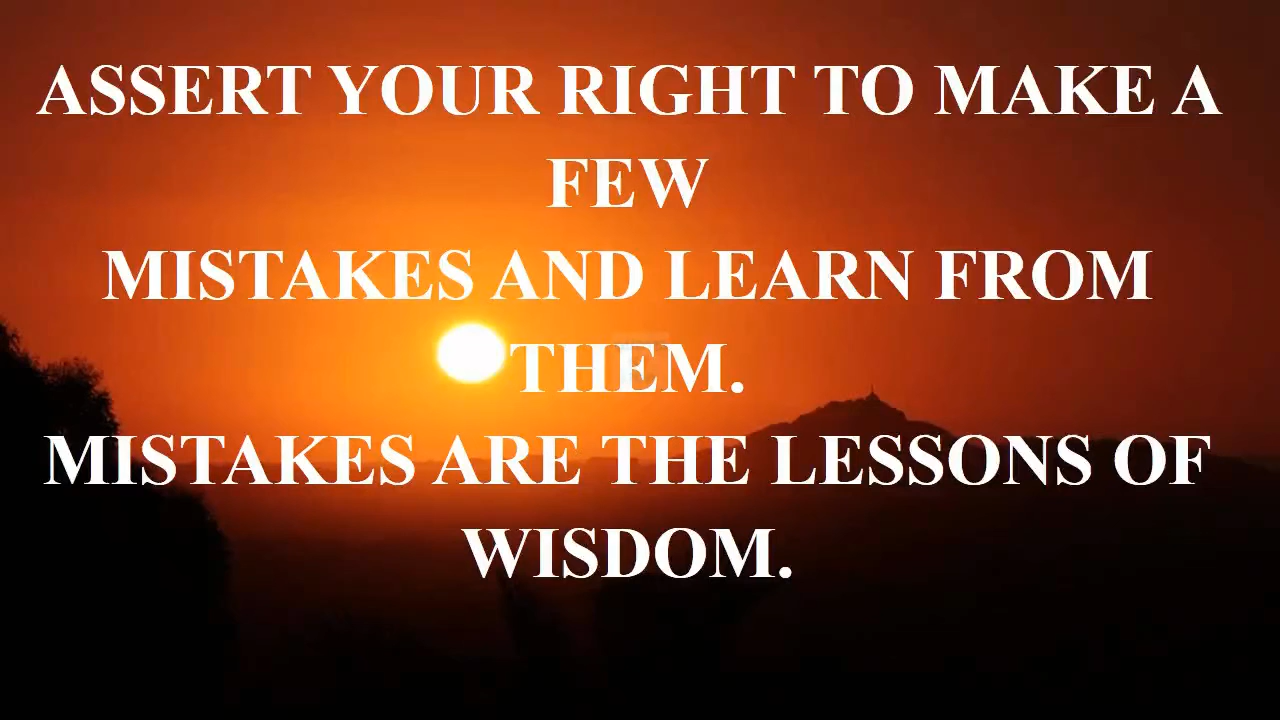 ASSERT YOUR RIGHT TO MAKE A
FEW
MISTAKES AND LEARN FROM
THEM.
MISTAKES ARE THE LESSONS OF
WISDOM.